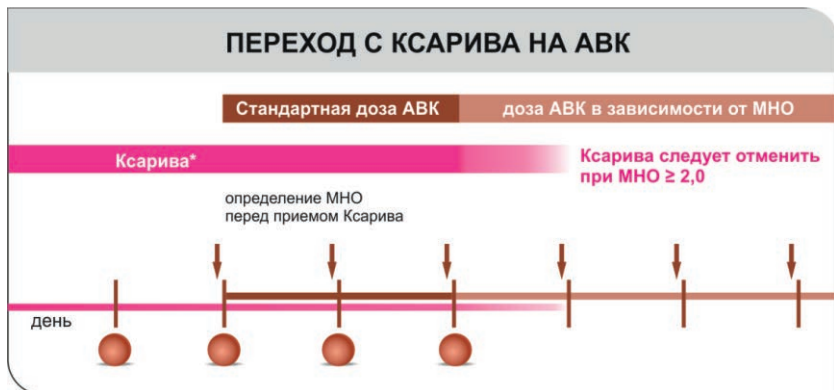 ПЕРЕХОД С КСАРИВА НА АВК
Стандартная доза АВК
доза АВК в зависимости от МНО
Ксарива*
Ксарива следует отменить
при МНО ≥ 2,0
определение МНО
перед приемом Ксарива
день